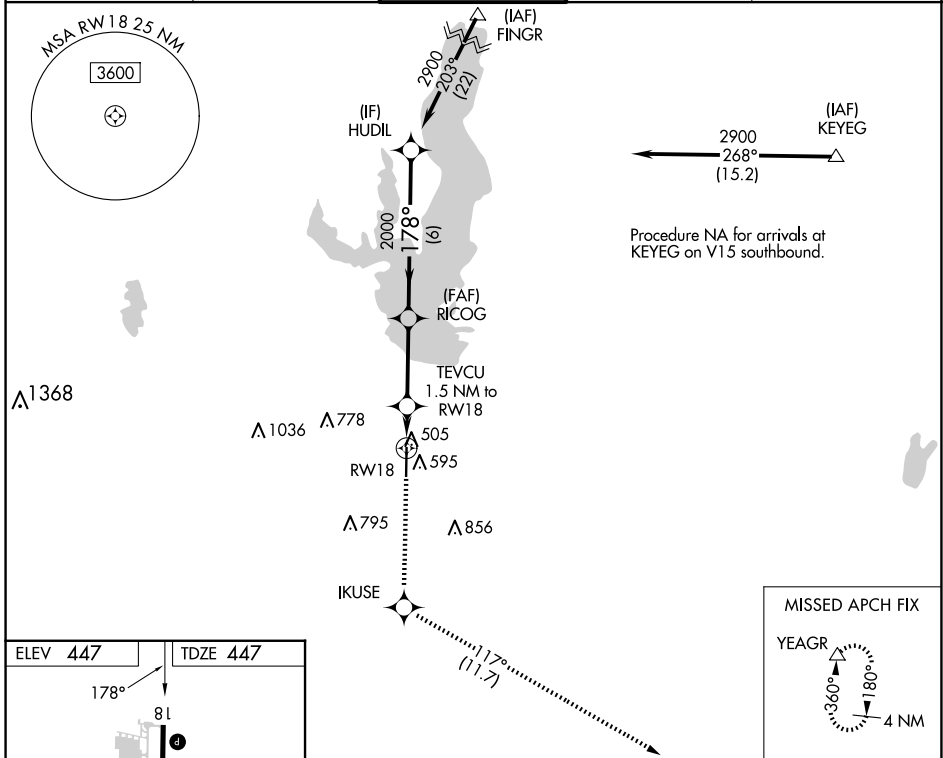 MSA RW18 25 NM
3600
(IAF)
FINGR
2900
203°
(22)
(IF)
HUDIL
(IAF)
KEYEG
2900
268°
(15.2)
2000
178°
(6)
Procedure NA for arrivals at
KEYEG on V15 southbound.
(FAF)
RICOG
TEVCU
1.5 NM to
RW18
1368
1036
778
505
595
RW18
795
856
IKUSE
117°
(11.7)
MISSED APCH FIX
YEAGR
360°
180°
4 NM
ELEV 447
TDZE 447
178°
18
P